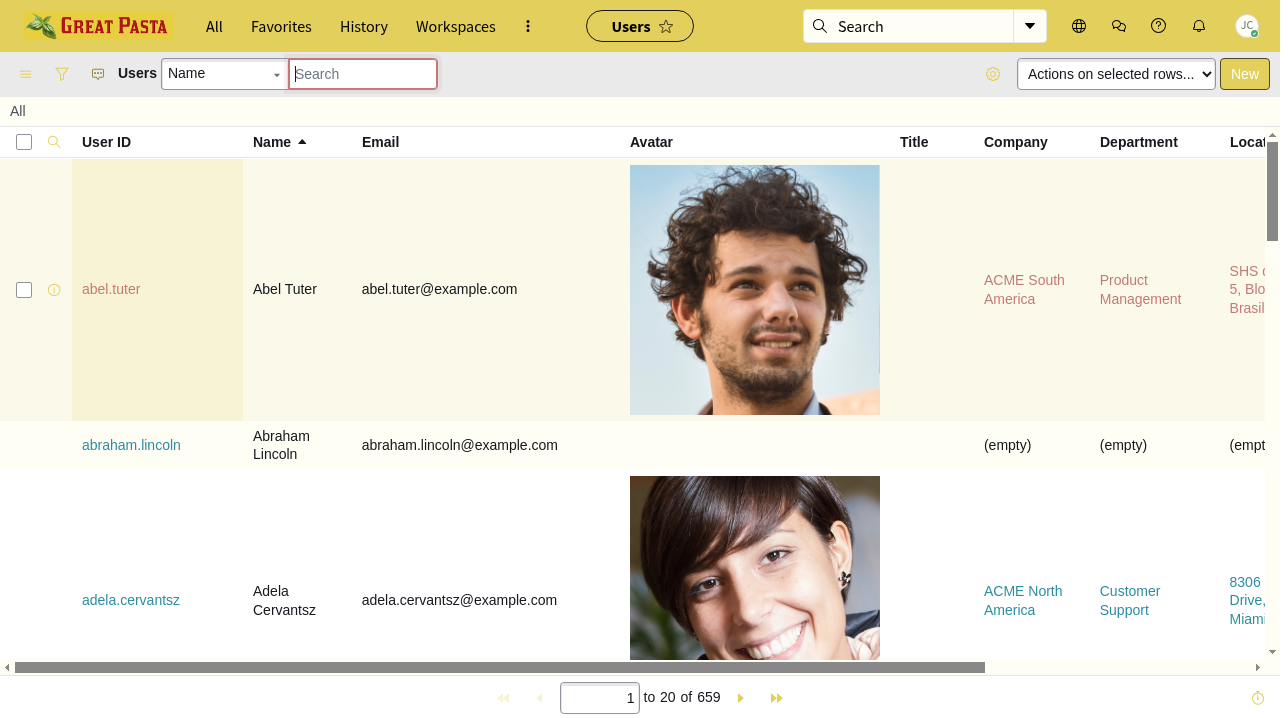 GREAT PASTA
All
Favorites
History
Workspaces
Users
Search
JC
Users
Name
Search
Actions on selected rows...
New
All
User ID
Name
Email
Avatar
Title
Company
Department
Locat
abel.tuter
Abel Tuter
abel.tuter@example.com
ACME South
America
Product
Management
SHS
5, Blo
Brasil
abraham.lincoln
Abraham
Lincoln
abraham.lincoln@example.com
(empty)
(empty)
(empt
adela.cervantsz
Adela
Cervantsz
adela.cervantsz@example.com
ACME North
America
Customer
Support
8306
Drive,
Miami
1 to 20 of 659